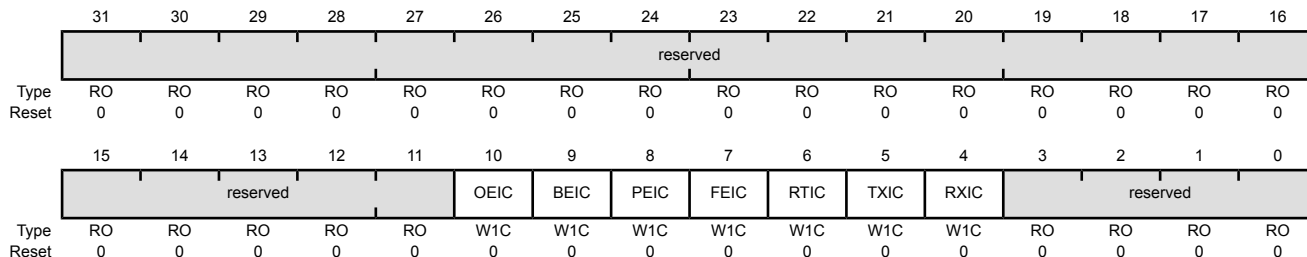 31 30 29 28 27 26 25 24 23 22 21 20 19 18 17 16
reserved
Type RO RO RO RO RO RO RO RO RO RO RO RO RO RO RO RO
Reset 0 0 0 0 0 0 0 0 0 0 0 0 0 0 0 0
15 14 13 12 11 10 9 8 7 6 5 4 3 2 1 0
reserved OEIC BEIC PEIC FEIC RTIC TXIC RXIC reserved
Type RO RO RO RO RO W1C W1C W1C W1C W1C W1C W1C RO RO RO RO
Reset 0 0 0 0 0 0 0 0 0 0 0 0 0 0 0 0